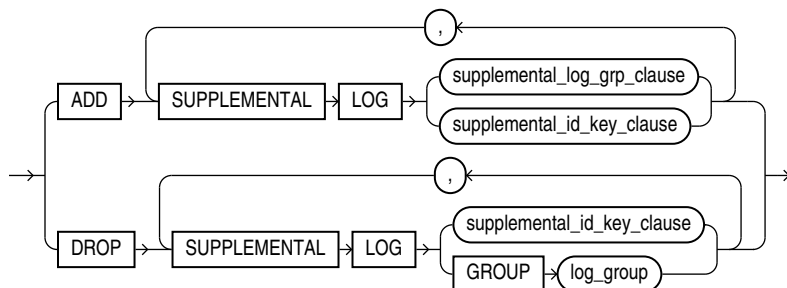 ,
supplemental_log_grp_clause
ADD SUPPLEMENTAL LOG
supplemental_id_key_clause
,
supplemental_id_key_clause
DROP SUPPLEMENTAL LOG
GROUP log_group